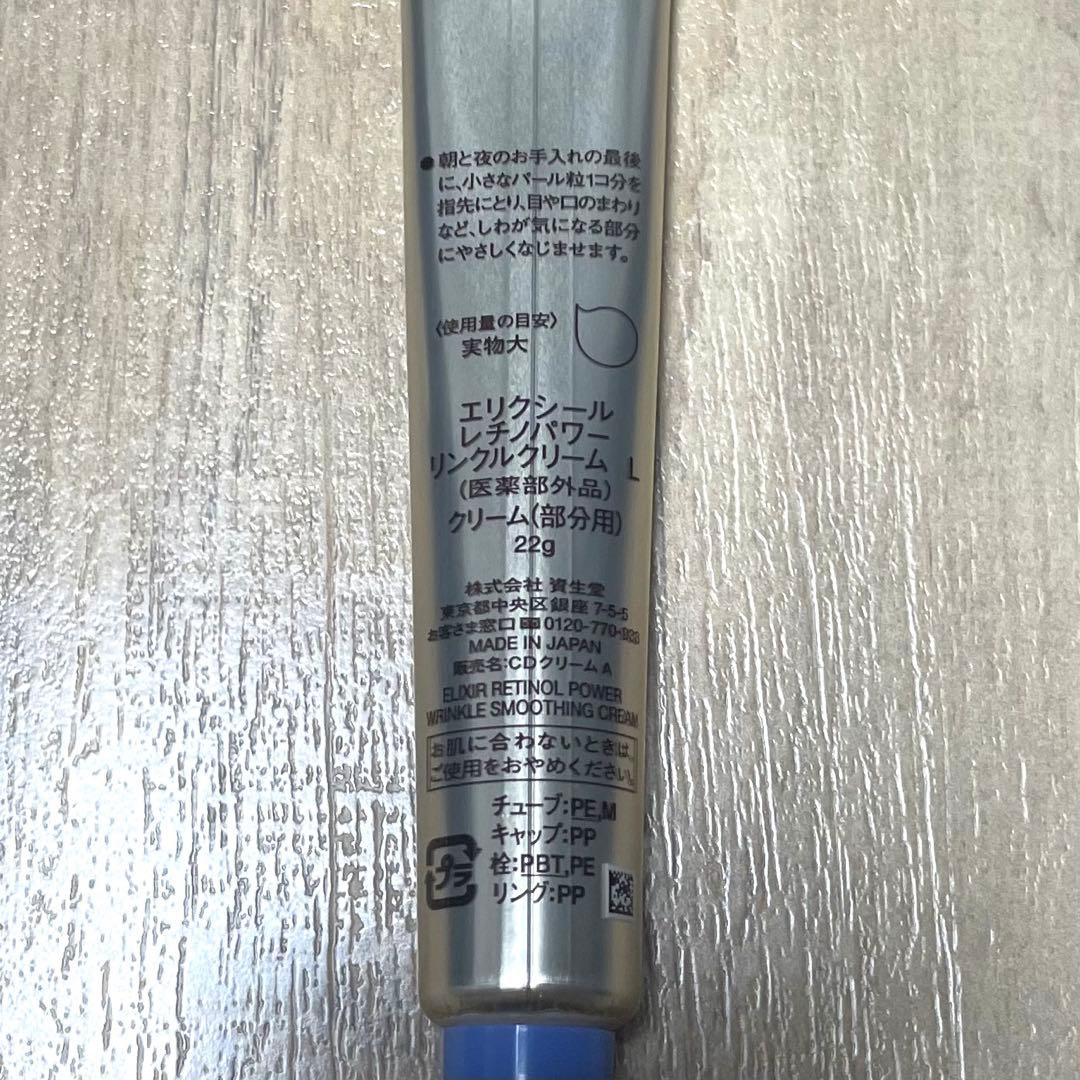 ●朝と夜のお手入れの最後
に、小さなパール粒1コ分を
指先にとり、目や口のまわり
など、しわが気になる部分
にやさしくなじませます。
〈使用量の目安〉
実物大
エリクシール
レチノパワー
リンクルクリーム L
(医薬部外品)
クリーム(部分用)
22g
株式会社 資生堂
東京都中央区銀座 7-5-5
お客さま窓口 0120-770-933
MADE IN JAPAN
販売名:CDクリーム A
ELIXIR RETINOL POWER
WRINKLE SMOOTHING CREAM
お肌に合わないときは、
ご使用をおやめください。
チューブ:PE,M
キャップ:PP
栓:PBT,PE
リング:PP
プラ